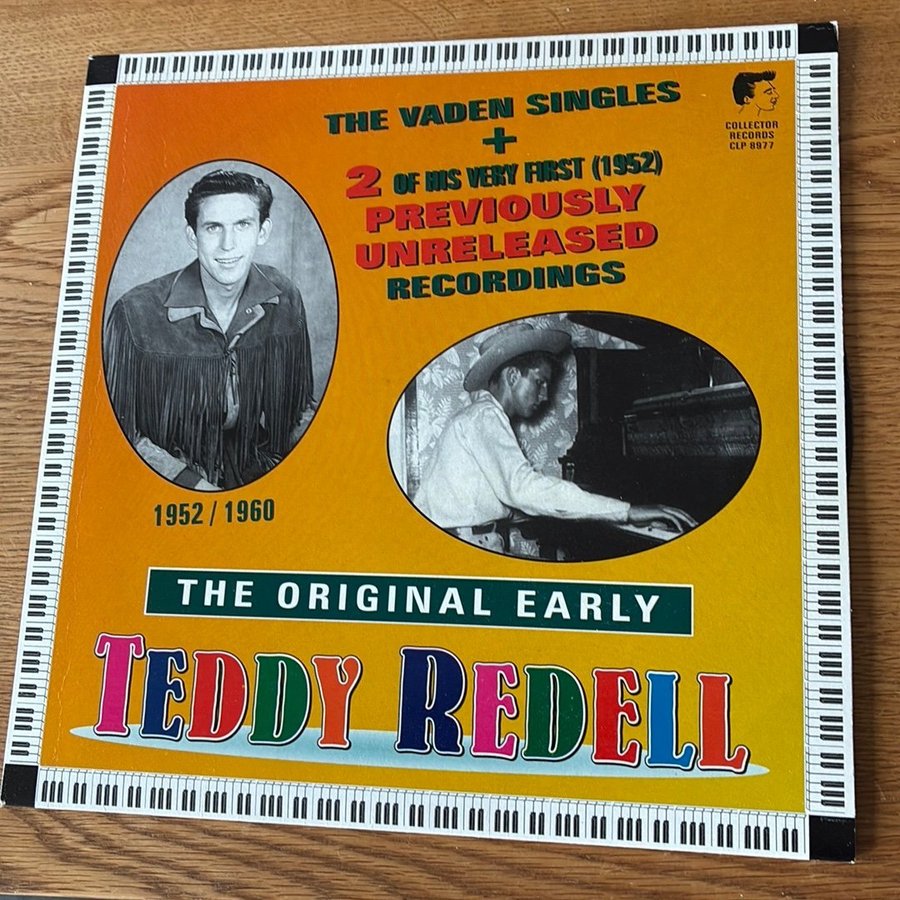 THE VADEN SINGLES
+
2 OF HIS VERY FIRST (1952)
PREVIOUSLY
UNRELEASED
RECORDINGS
COLLECTOR
RECORDS
CLP 8977
1952 / 1960
THE ORIGINAL EARLY
TEDDY REDELL